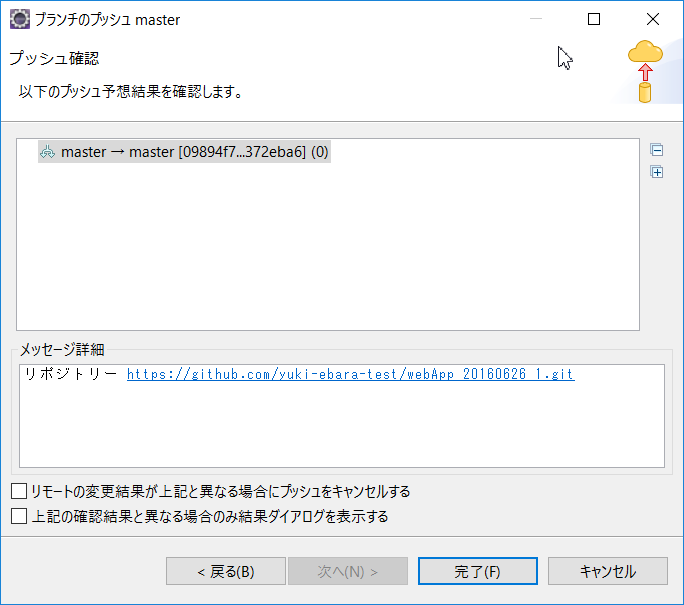 ブランチのプッシュ master
プッシュ確認
以下のプッシュ予想結果を確認します。
master → master [09894f7...372eba6] (0)
メッセージ詳細
リポジトリー https://github.com/yuki-ebara-test/webApp_20160626_1.git
リモートの変更結果が上記と異なる場合にプッシュをキャンセルする
上記の確認結果と異なる場合のみ結果ダイアログを表示する
< 戻る(B) 次へ(N) > 完了(F) キャンセル